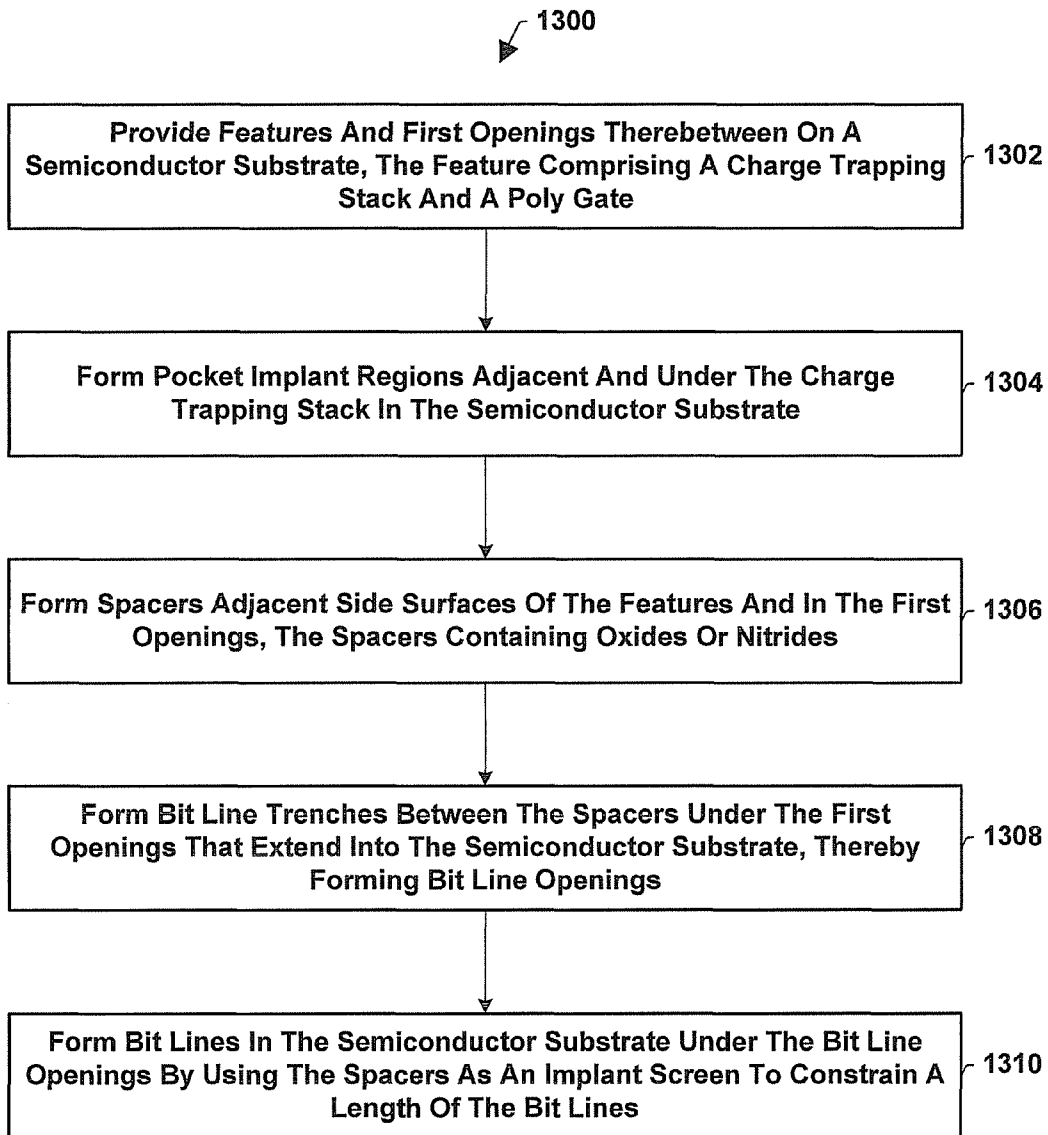 1300
Provide Features And First Openings Therebetween On A
Semiconductor Substrate, The Feature Comprising A Charge Trapping
Stack And A Poly Gate
1302
Form Pocket Implant Regions Adjacent And Under The Charge
Trapping Stack In The Semiconductor Substrate
1304
Form Spacers Adjacent Side Surfaces Of The Features And In The First
Openings, The Spacers Containing Oxides Or Nitrides
1306
Form Bit Line Trenches Between The Spacers Under The First
Openings That Extend Into The Semiconductor Substrate, Thereby
Forming Bit Line Openings
1308
Form Bit Lines In The Semiconductor Substrate Under The Bit Line
Openings By Using The Spacers As An Implant Screen To Constrain A
Length Of The Bit Lines
1310